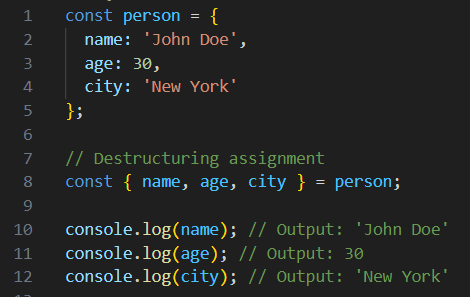 1 const person = {
2   name: 'John Doe',
3   age: 30,
4   city: 'New York'
5 };
6
7 // Destructuring assignment
8 const { name, age, city } = person;
9
10 console.log(name); // Output: 'John Doe'
11 console.log(age); // Output: 30
12 console.log(city); // Output: 'New York'